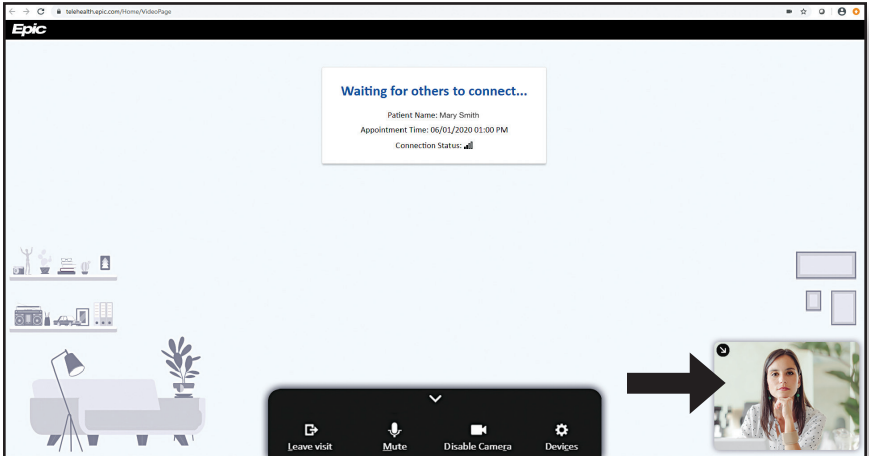 telehealth.epic.com/Home/VideoPage
Epic
Waiting for others to connect...
Patient Name: Mary Smith
Appointment Time: 06/01/2020 01:00 PM
Connection Status:
Leave visit
Mute
Disable Camera
Devices